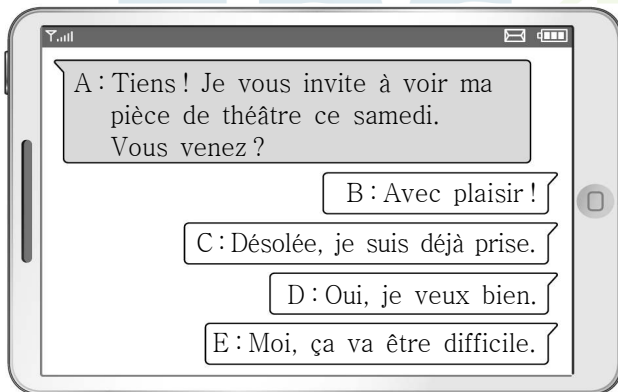 A : Tiens ! Je vous invite à voir ma
pièce de théâtre ce samedi.
Vous venez ?
B : Avec plaisir !
C : Désolée, je suis déjà prise.
D : Oui, je veux bien.
E : Moi, ça va être difficile.